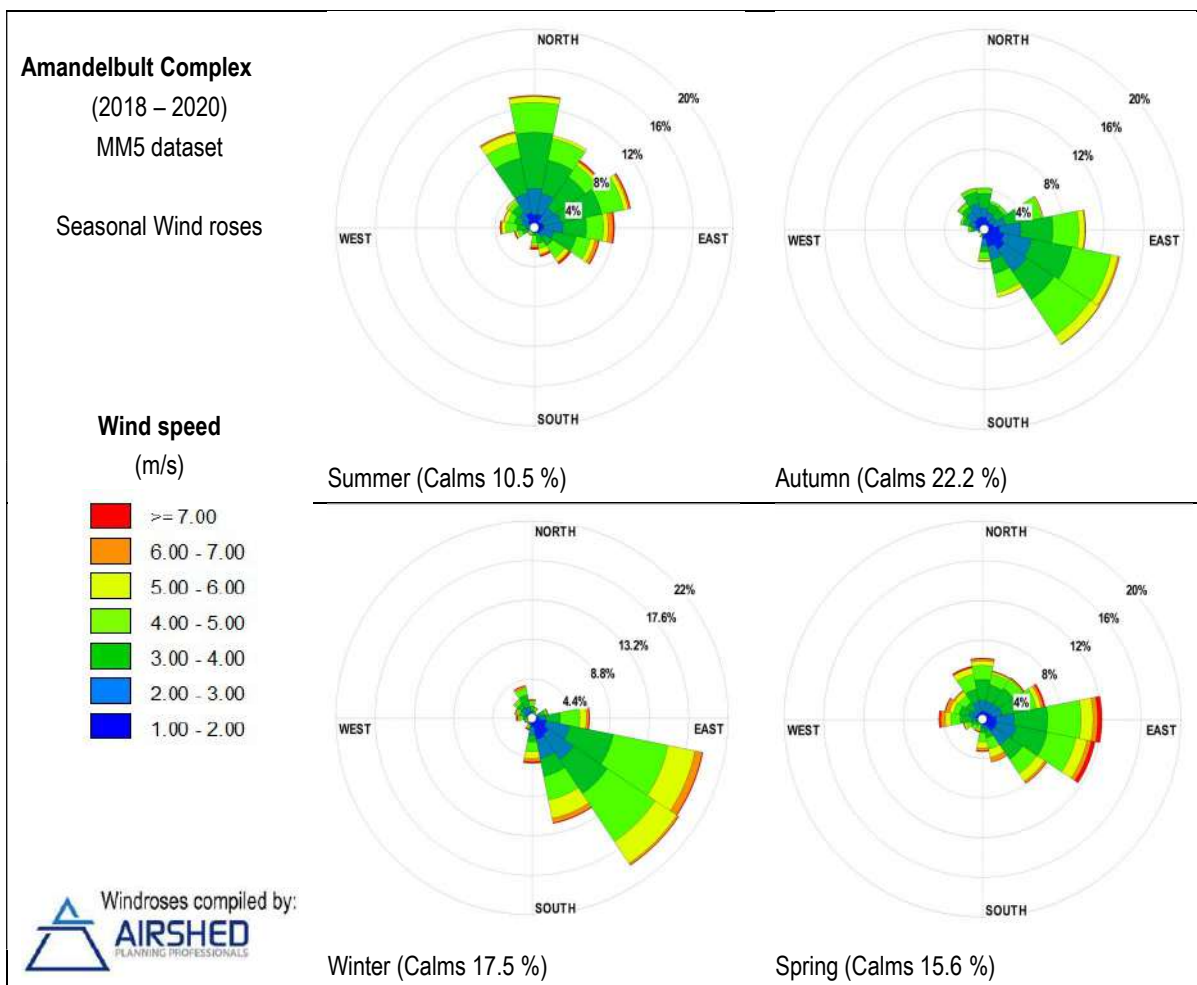 Amandelbult Complex
(2018 – 2020)
MM5 dataset
Seasonal Wind roses
NORTH
20%
16%
12%
8%
4%
WEST
EAST
SOUTH
Summer (Calms 10.5 %)
NORTH
20%
16%
12%
8%
4%
WEST
EAST
SOUTH
Autumn (Calms 22.2 %)
Wind speed
(m/s)
>= 7.00
6.00 - 7.00
5.00 - 6.00
4.00 - 5.00
3.00 - 4.00
2.00 - 3.00
1.00 - 2.00
NORTH
22%
17.6%
13.2%
8.8%
4.4%
WEST
EAST
SOUTH
Winter (Calms 17.5 %)
NORTH
20%
16%
12%
8%
4%
WEST
EAST
SOUTH
Spring (Calms 15.6 %)
Windroses compiled by:
AIRSHED
PLANNING PROFESSIONALS